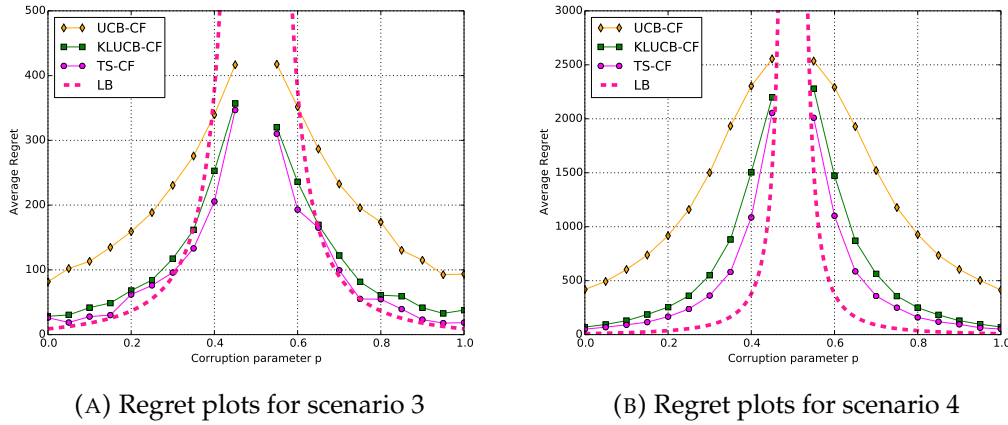 500
400
300
200
100
0
0.0 0.2 0.4 0.6 0.8 1.0
Average Regret
Corruption parameter p
UCB-CF
KLUCB-CF
TS-CF
LB
(A) Regret plots for scenario 3
3000
2500
2000
1500
1000
500
0
0.0 0.2 0.4 0.6 0.8 1.0
Average Regret
Corruption parameter p
UCB-CF
KLUCB-CF
TS-CF
LB
(B) Regret plots for scenario 4